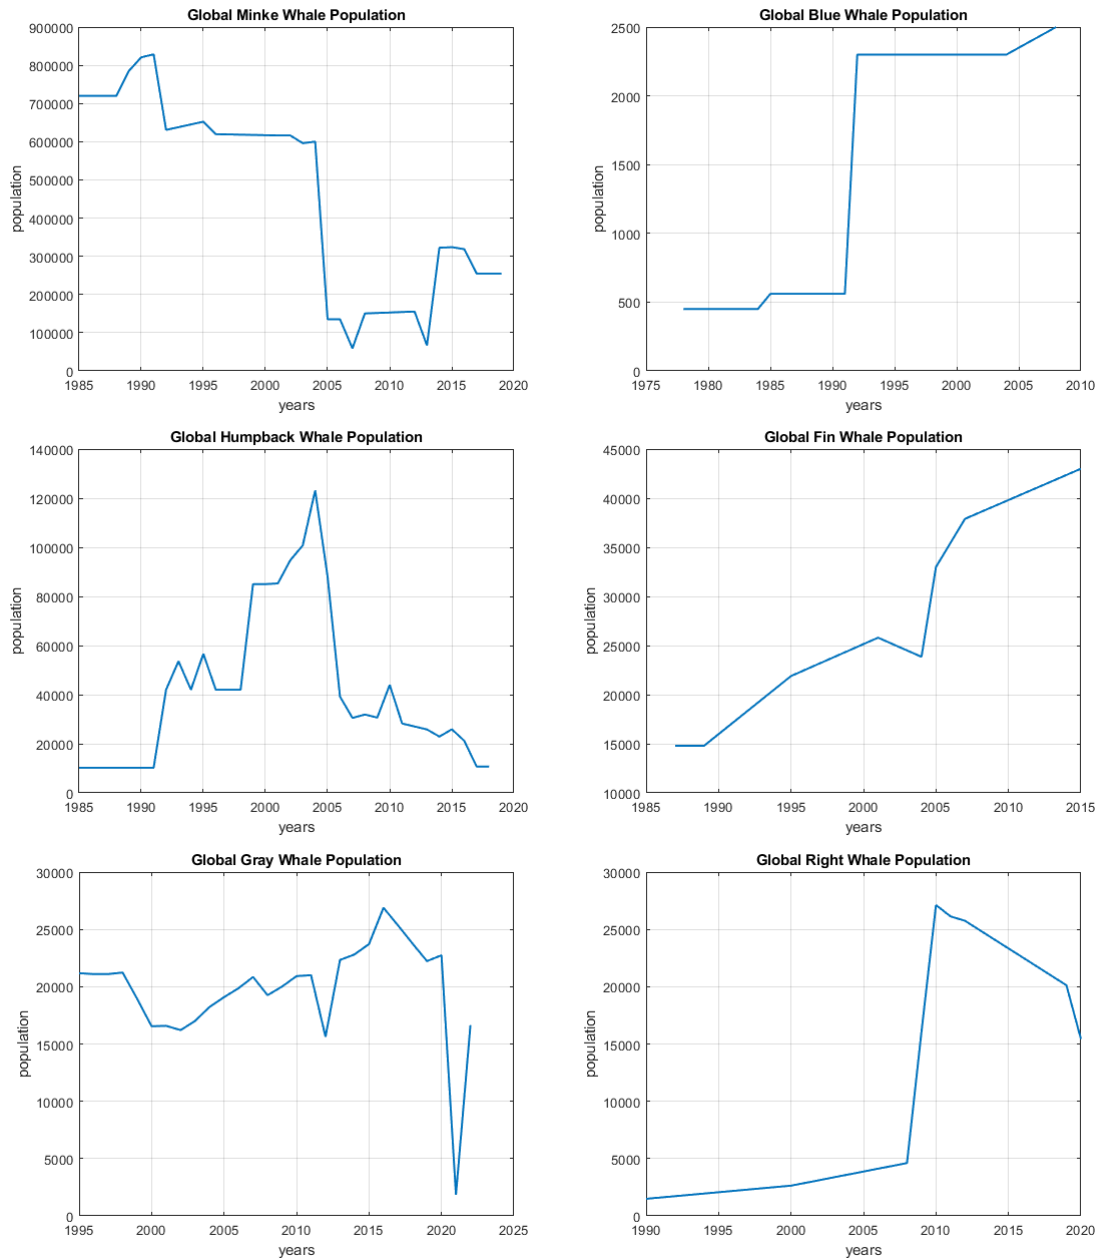 Global Minke Whale Population
900000
800000
700000
600000
500000
400000
300000
200000
100000
0
population
1985 1990 1995 2000 2005 2010 2015 2020
years
Global Blue Whale Population
2500
2000
1500
1000
500
0
population
1975 1980 1985 1990 1995 2000 2005 2010
years
Global Humpback Whale Population
140000
120000
100000
80000
60000
40000
20000
0
population
1985 1990 1995 2000 2005 2010 2015 2020
years
Global Fin Whale Population
45000
40000
35000
30000
25000
20000
15000
10000
population
1985 1990 1995 2000 2005 2010 2015
years
Global Gray Whale Population
30000
25000
20000
15000
10000
5000
0
population
1995 2000 2005 2010 2015 2020 2025
years
Global Right Whale Population
30000
25000
20000
15000
10000
5000
0
population
1990 1995 2000 2005 2010 2015 2020
years